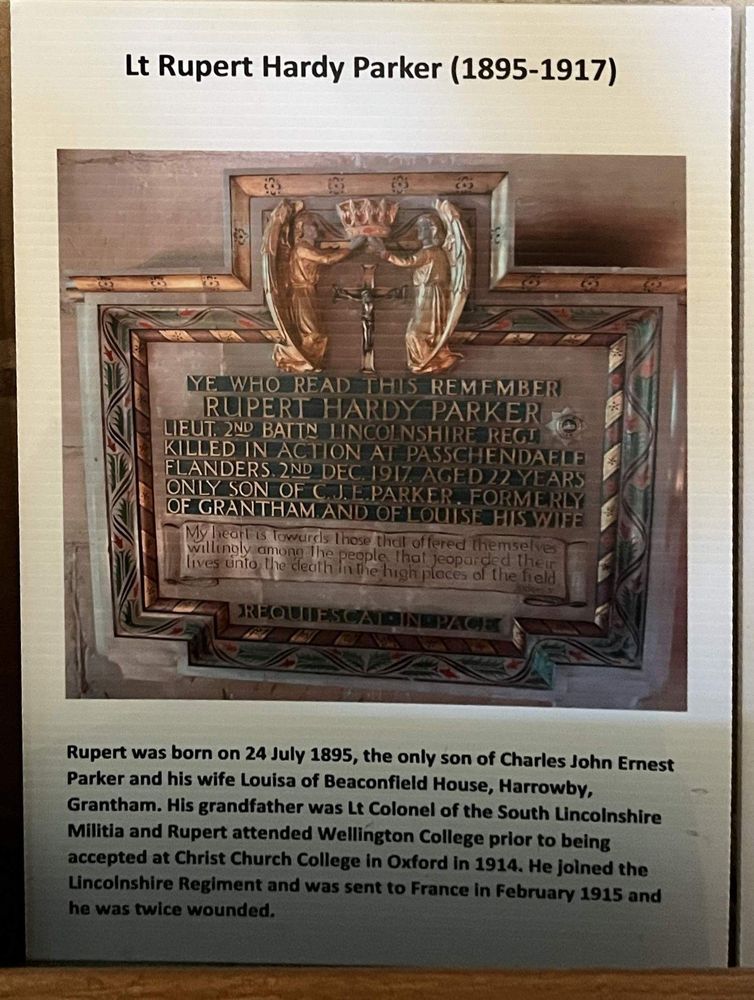 Lt Rupert Hardy Parker (1895-1917)
YE WHO READ THIS REMEMBER
RUPERT HARDY PARKER
LIEUT. 2ND BATTN LINCOLNSHIRE REGT.
KILLED IN ACTION AT PASSCHENDAELE
FLANDERS. 2ND DEC. 1917. AGED 22 YEARS
ONLY SON OF C.J.E. PARKER. FORMERLY
OF GRANTHAM AND OF LOUISE HIS WIFE
My heart is towards those that offered themselves
willingly among the people that jeoparded their
lives unto the death in the high places of the field
REQUIESCAT · IN · PACE
Rupert was born on 24 July 1895, the only son of Charles John Ernest
Parker and his wife Louisa of Beaconfield House, Harrowby,
Grantham. His grandfather was Lt Colonel of the South Lincolnshire
Militia and Rupert attended Wellington College prior to being
accepted at Christ Church College in Oxford in 1914. He joined the
Lincolnshire Regiment and was sent to France in February 1915 and
he was twice wounded.